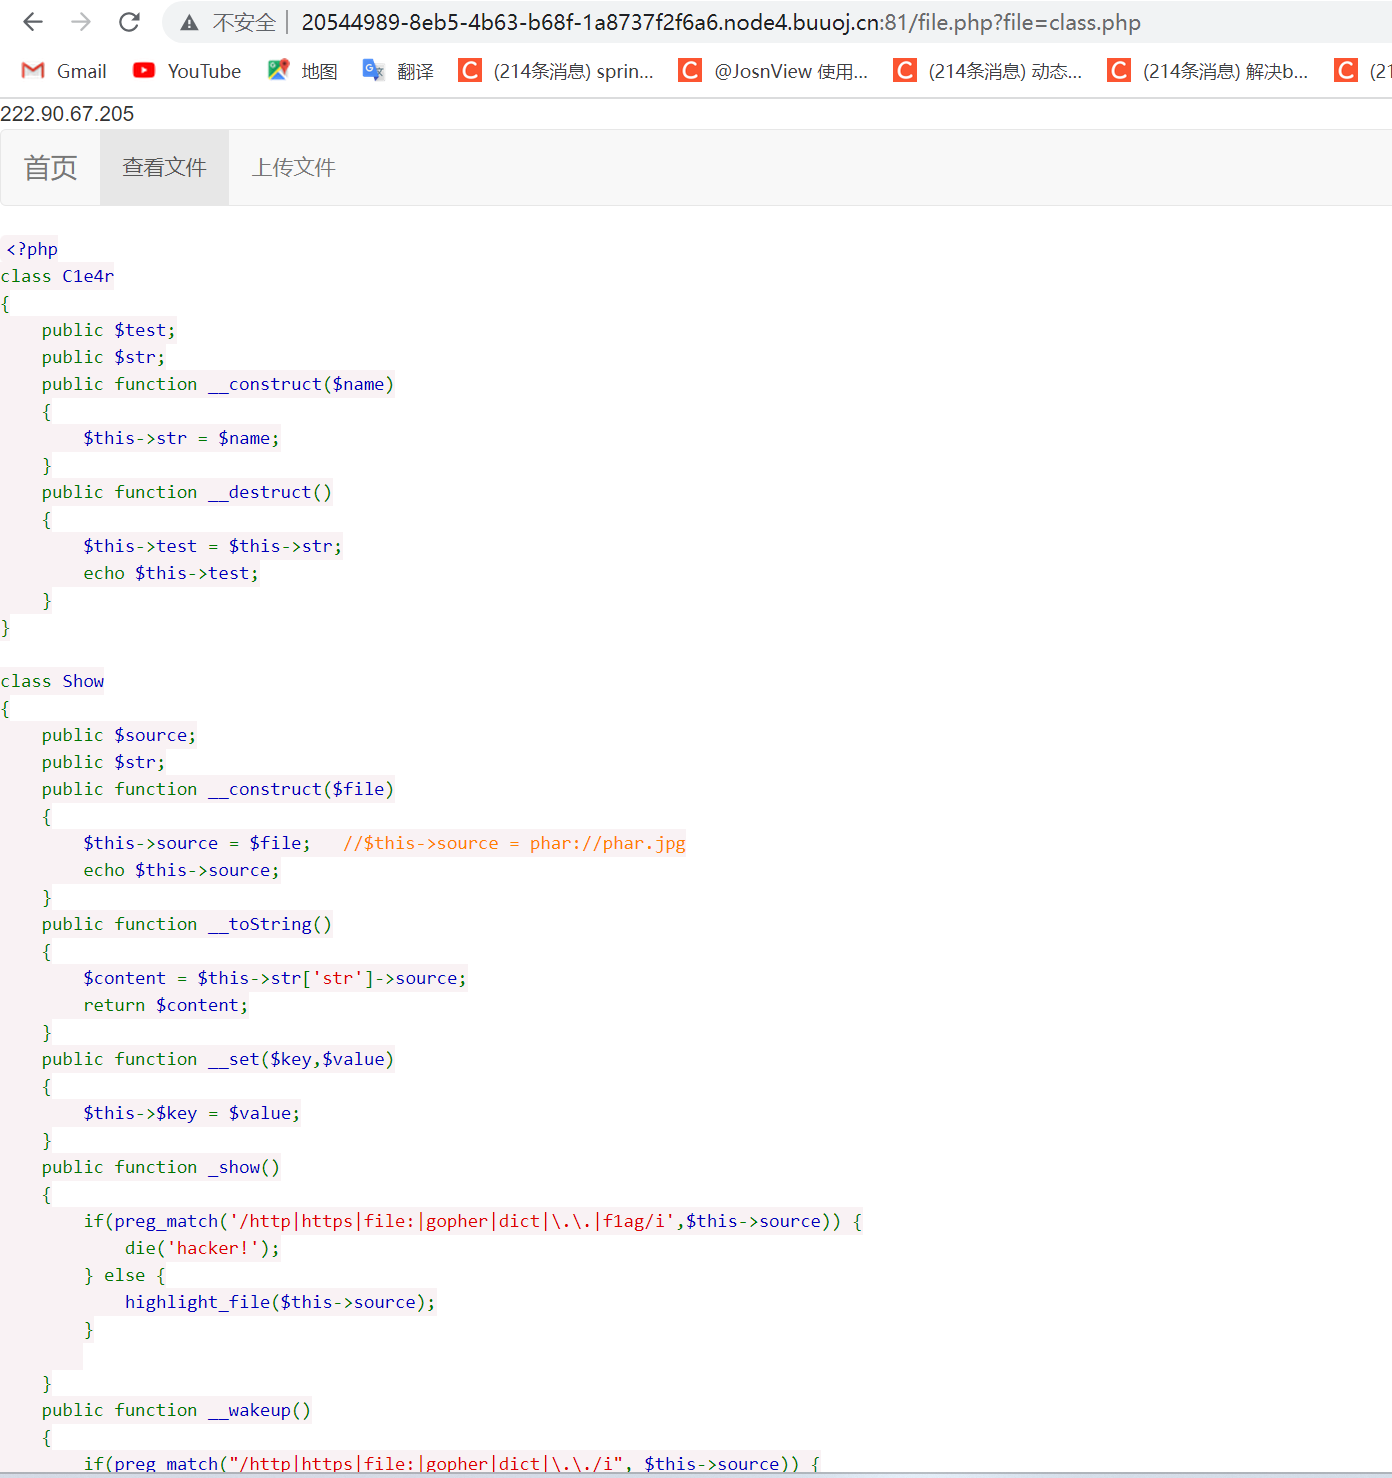 不安全 20544989-8eb5-4b63-b68f-1a8737f2f6a6.node4.buuoj.cn:81/file.php?file=class.php
Gmail YouTube 地图 翻译 (214条消息) sprin... @JosnView 使用... (214条消息) 动态... (214条消息) 解决b... (21
222.90.67.205
首页 查看文件 上传文件
<?php
class C1e4r
{
    public $test;
    public $str;
    public function __construct($name)
    {
        $this->str = $name;
    }
    public function __destruct()
    {
        $this->test = $this->str;
        echo $this->test;
    }
}
class Show
{
    public $source;
    public $str;
    public function __construct($file)
    {
        $this->source = $file;   //$this->source = phar://phar.jpg
        echo $this->source;
    }
    public function __toString()
    {
        $content = $this->str['str']->source;
        return $content;
    }
    public function __set($key,$value)
    {
        $this->$key = $value;
    }
    public function _show()
    {
        if(preg_match('/http|https|file:|gopher|dict|\.\.|f1ag/i',$this->source)) {
            die('hacker!');
        } else {
            highlight_file($this->source);
        }
    }
    public function __wakeup()
    {
        if(preg_match("/http|https|file:|gopher|dict|\.\./i", $this->source)) {